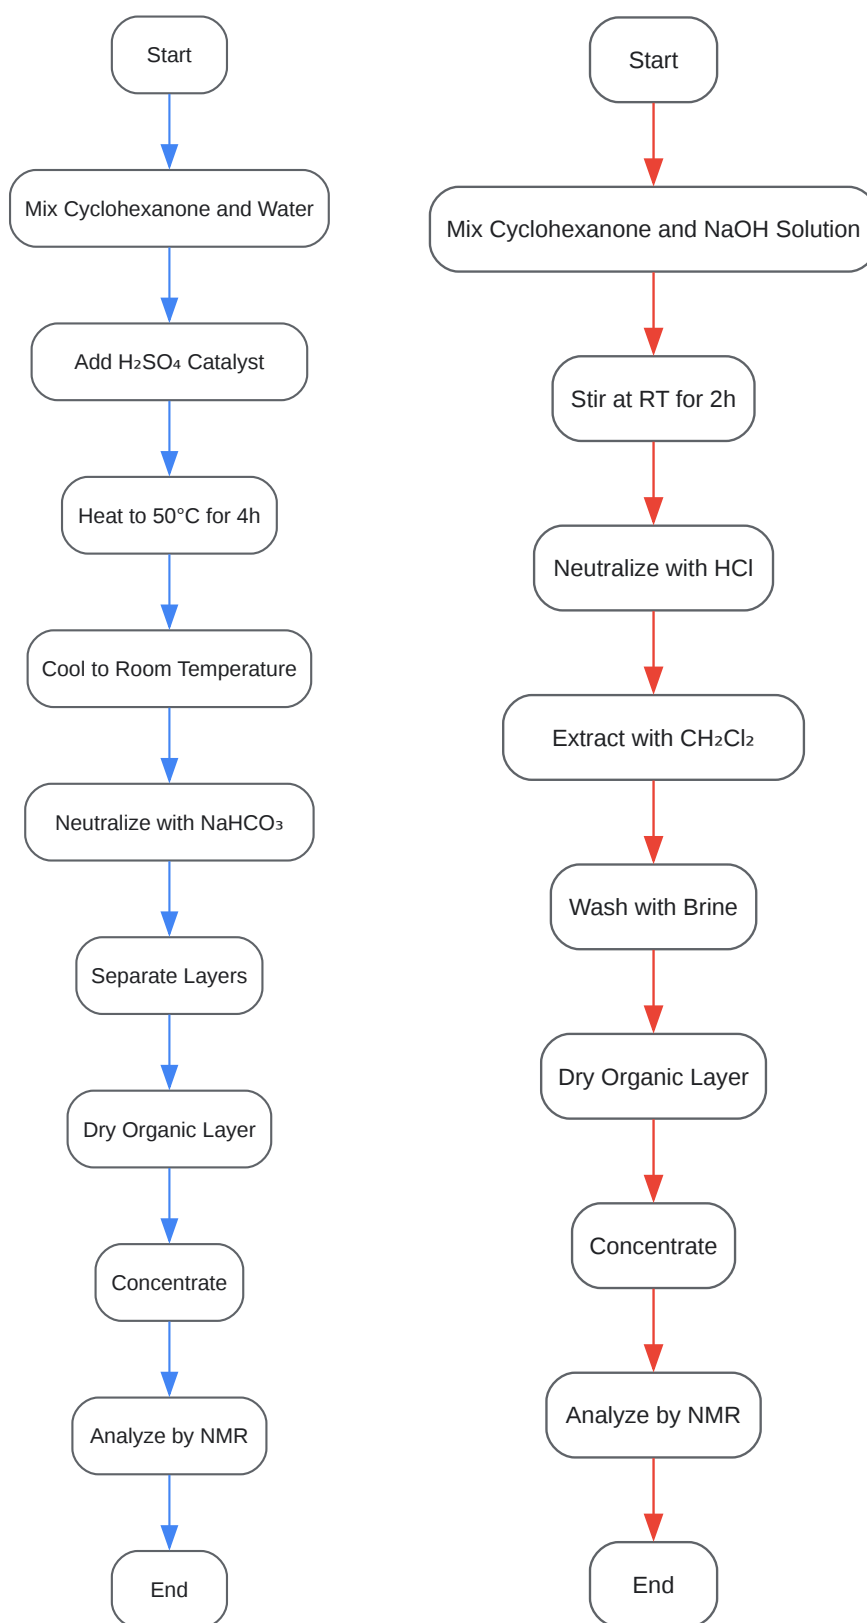 Start
Mix Cyclohexanone and Water
Add H₂SO₄ Catalyst
Heat to 50°C for 4h
Cool to Room Temperature
Neutralize with NaHCO₃
Separate Layers
Dry Organic Layer
Concentrate
Analyze by NMR
End
Start
Mix Cyclohexanone and NaOH Solution
Stir at RT for 2h
Neutralize with HCl
Extract with CH₂Cl₂
Wash with Brine
Dry Organic Layer
Concentrate
Analyze by NMR
End